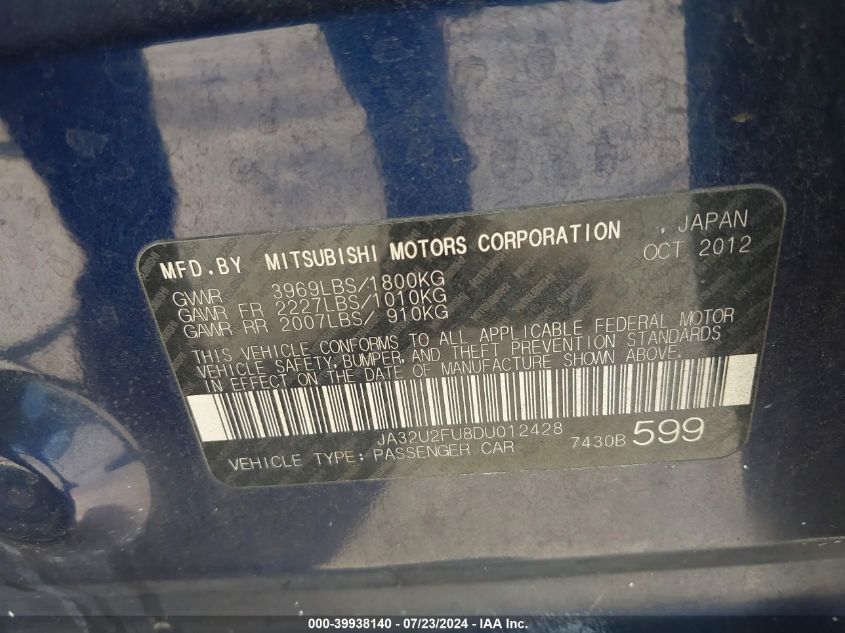 MFD.BY MITSUBISHI MOTORS CORPORATION , JAPAN
OCT 2012
GVWR 3969LBS/1800KG
GAWR FR 2227LBS/1010KG
GAWR RR 2007LBS/ 910KG
THIS VEHICLE CONFORMS TO ALL APPLICABLE FEDERAL MOTOR
VEHICLE SAFETY, BUMPER, AND THEFT PREVENTION STANDARDS
IN EFFECT ON THE DATE OF MANUFACTURE SHOWN ABOVE.
JA32U2FU8DU012428
7430B 599
VEHICLE TYPE: PASSENGER CAR
000-39938140 - 07/23/2024 - IAA Inc.